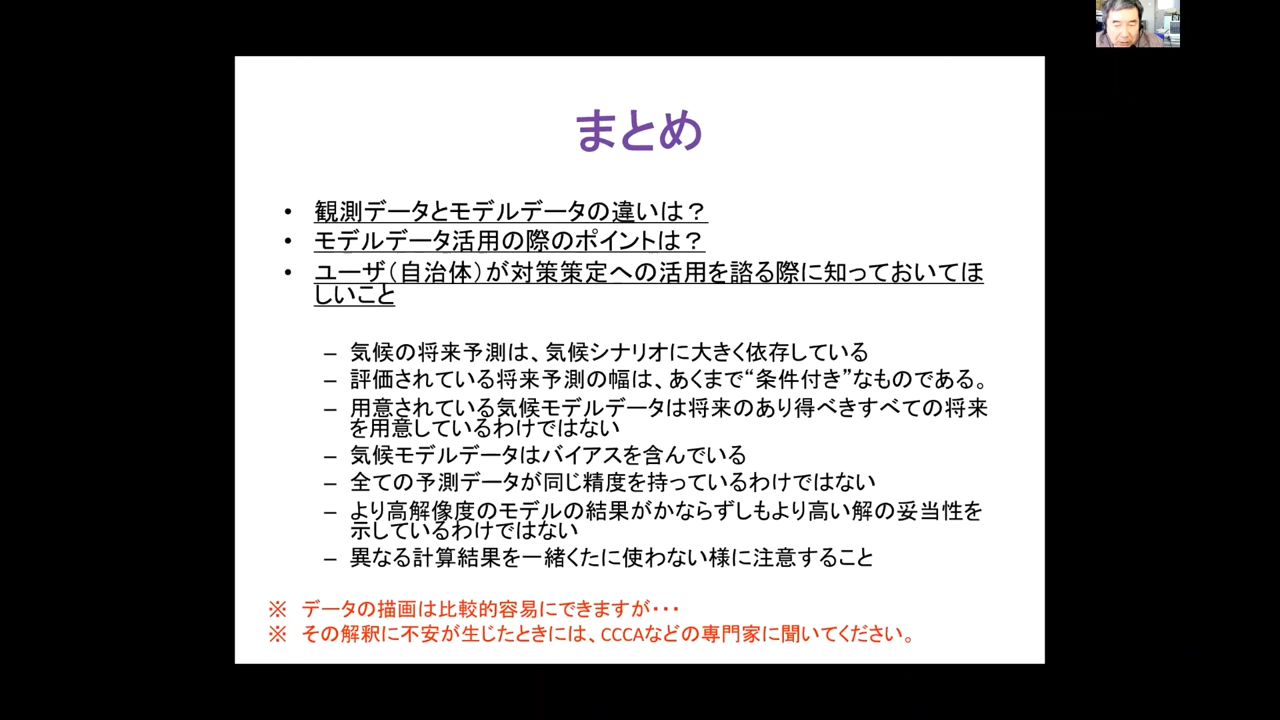 まとめ
• 観測データとモデルデータの違いは？
• モデルデータ活用の際のポイントは？
• ユーザ（自治体）が対策策定への活用を諮る際に知っておいてほ
しいこと
– 気候の将来予測は、気候シナリオに大きく依存している
– 評価されている将来予測の幅は、あくまで“条件付き”なものである。
– 用意されている気候モデルデータは将来のあり得べきすべての将来
を用意しているわけではない
– 気候モデルデータはバイアスを含んでいる
– 全ての予測データが同じ精度を持っているわけではない
– より高解像度のモデルの結果がかならずしもより高い解の妥当性を
示しているわけではない
– 異なる計算結果を一緒くたに使わない様に注意すること
※ データの描画は比較的容易にできますが・・・
※ その解釈に不安が生じたときには、CCCAなどの専門家に聞いてください。